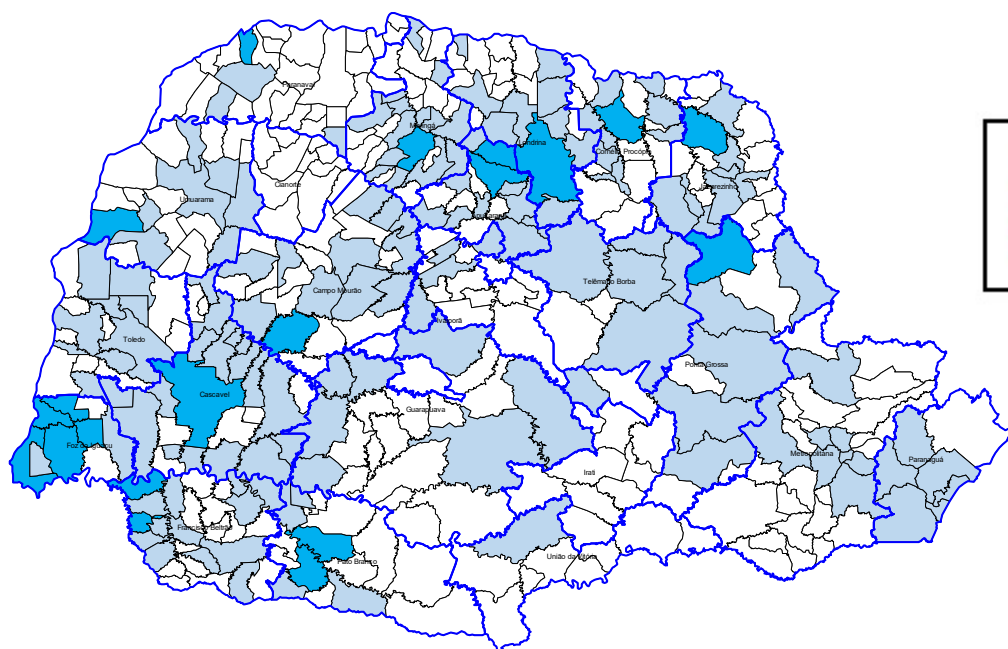 Paranavaí
Maringá
Londrina
Cornélio Procópio
Cianorte
Jacarezinho
Umuarama
Apucarana
Telêmaco Borba
Campo Mourão
Ivaiporã
Toledo
Ponta Grossa
Cascavel
Guarapuava
Foz do Iguaçu
Metropolitana
Paranaguá
Irati
Francisco Beltrão
União da Vitória
Pato Branco